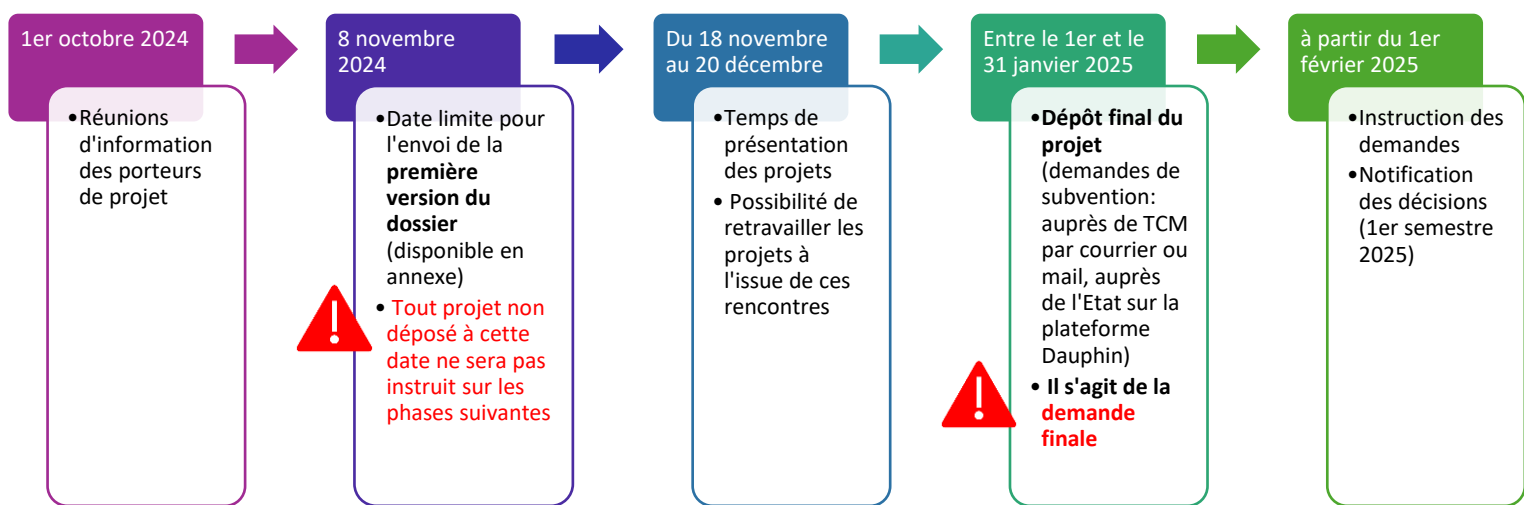 1er octobre 2024
•Réunions
d'information
des porteurs
de projet
8 novembre
2024
•Date limite pour
l'envoi de la
première
version du
dossier
(disponible en
annexe)
• Tout projet non
déposé à cette
date ne sera pas
instruit sur les
phases suivantes
Du 18 novembre
au 20 décembre
•Temps de
présentation
des projets
• Possibilité de
retravailler les
projets à
l'issue de ces
rencontres
Entre le 1er et le
31 janvier 2025
•Dépôt final du
projet
(demandes de
subvention:
auprès de TCM
par courrier ou
mail, auprès
de l'Etat sur la
plateforme
Dauphin)
• Il s'agit de la
demande
finale
à partir du 1er
février 2025
•Instruction des
demandes
•Notification
des décisions
(1er semestre
2025)